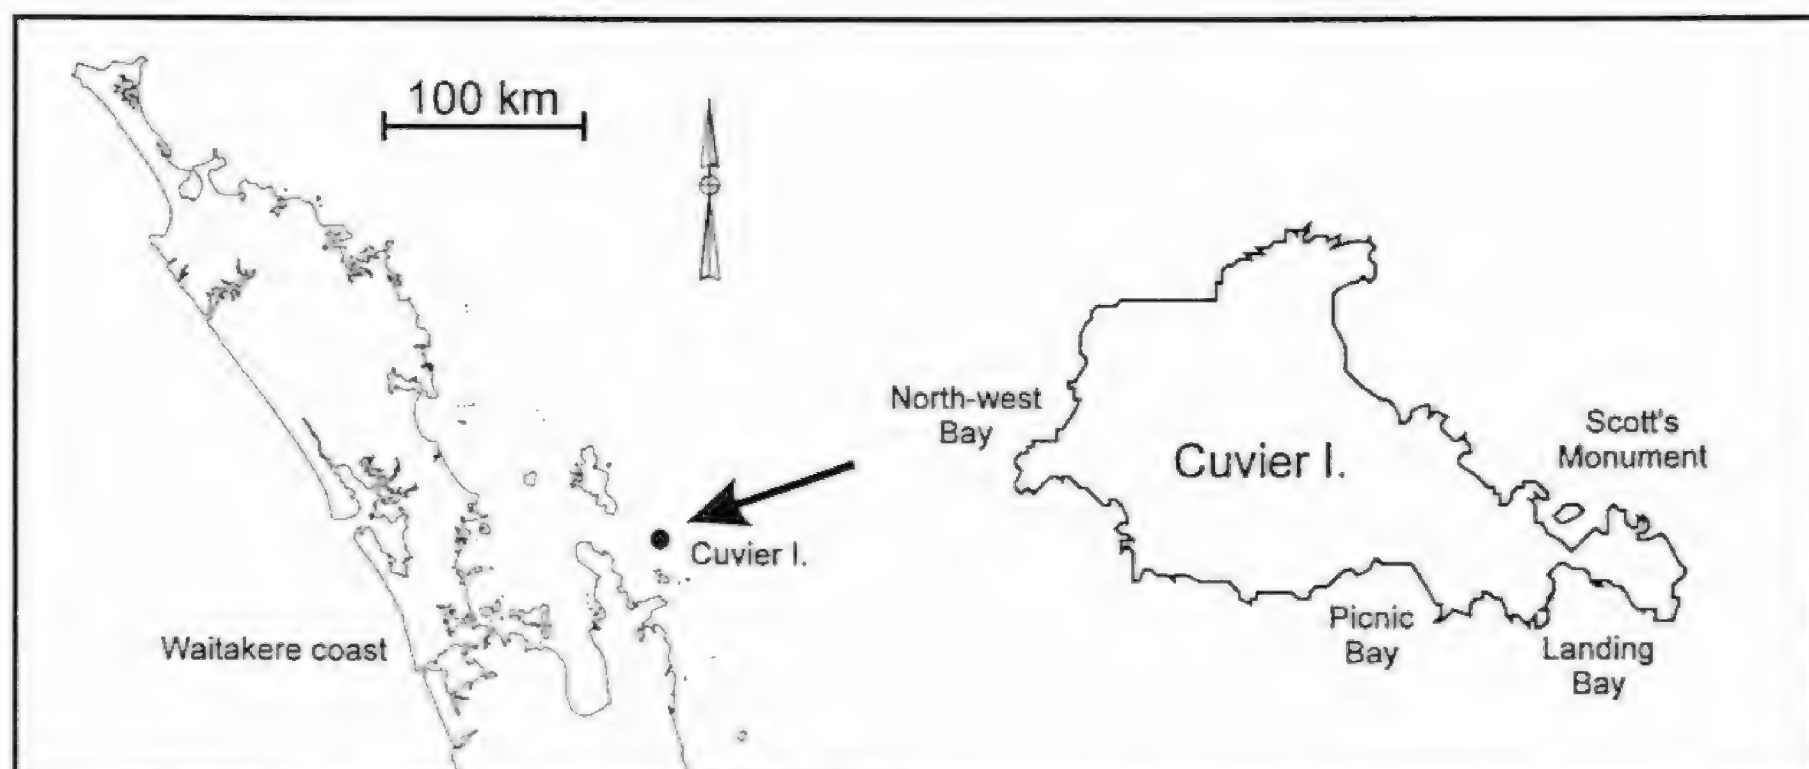 100 km
North-west
Bay
Cuvier I.
Scott's
Monument
Cuvier I.
Waitakere coast
Picnic
Bay
Landing
Bay